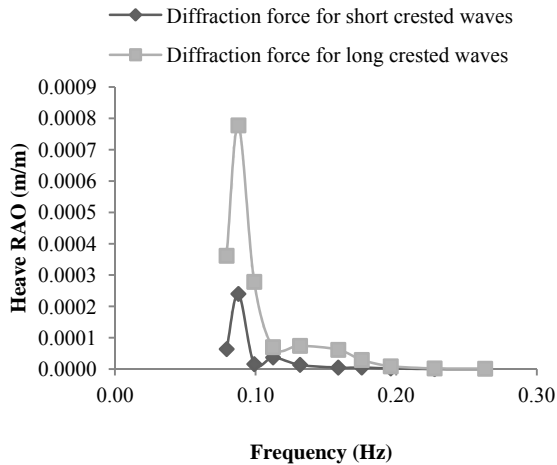 Diffraction force for short crested waves
Diffraction force for long crested waves
0.0009
0.0008
0.0007
0.0006
0.0005
0.0004
0.0003
0.0002
0.0001
0.0000
Heave RAO (m/m)
0.00 0.10 0.20 0.30
Frequency (Hz)